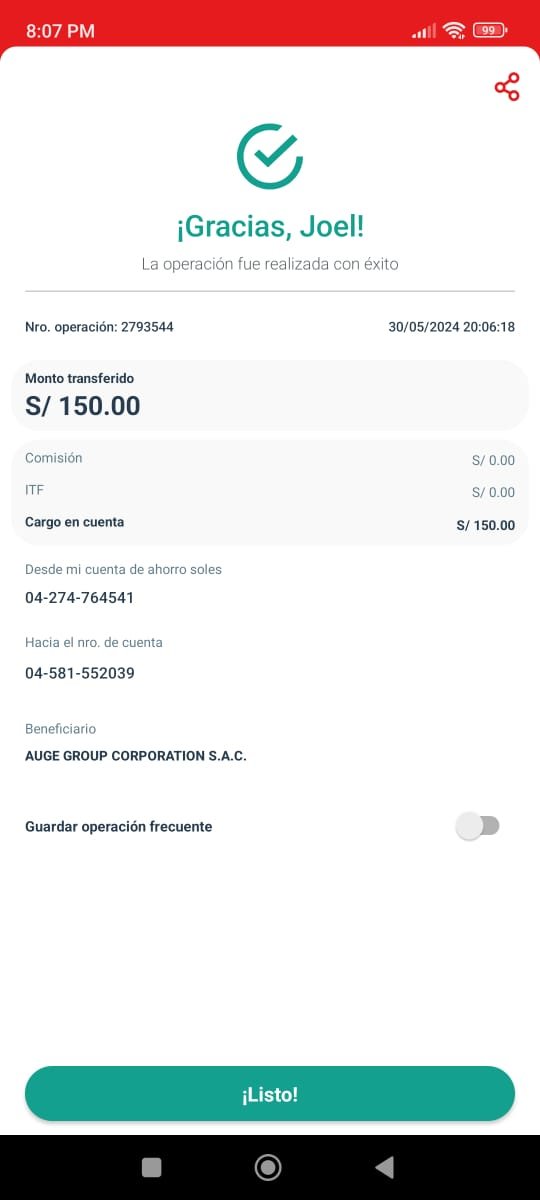 8:07 PM
99
¡Gracias, Joel!
La operación fue realizada con éxito
Nro. operación: 2793544 30/05/2024 20:06:18
Monto transferido
S/ 150.00
Comisión S/ 0.00
ITF S/ 0.00
Cargo en cuenta S/ 150.00
Desde mi cuenta de ahorro soles
04-274-764541
Hacia el nro. de cuenta
04-581-552039
Beneficiario
AUGE GROUP CORPORATION S.A.C.
Guardar operación frecuente
¡Listo!